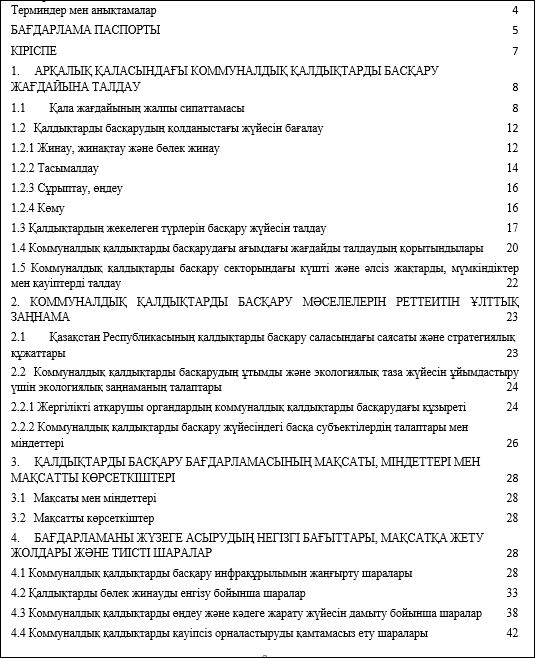 Терминдер мен анықтамалар 4
БАҒДАРЛАМА ПАСПОРТЫ 5
КІРІСПЕ 7
1. АРҚАЛЫҚ ҚАЛАСЫНДАҒЫ КОММУНАЛДЫҚ ҚАЛДЫҚТАРДЫ БАСҚАРУ
ЖАҒДАЙЫНА ТАЛДАУ 8
1.1 Қала жағдайының жалпы сипаттамасы 8
1.2 Қалдықтарды басқарудың қолданыстағы жүйесін бағалау 12
1.2.1 Жинау, жинақтау және бөлек жинау 12
1.2.2 Тасымалдау 14
1.2.3 Сұрыптау, өңдеу 16
1.2.4 Көму 16
1.3 Қалдықтардың жекелеген түрлерін басқару жүйесін талдау 17
1.4 Коммуналдық қалдықтарды басқарудағы ағымдағы жағдайды талдаудың қорытындылары 20
1.5 Коммуналдық қалдықтарды басқару секторындағы күшті және әлсіз жақтарды, мүмкіндіктер
мен қауіптерді талдау 22
2. КОММУНАЛДЫҚ ҚАЛДЫҚТАРДЫ БАСҚАРУ МӘСЕЛЕЛЕРІН РЕТТЕЙТІН ҰЛТТЫҚ
ЗАҢНАМА 23
2.1 Қазақстан Республикасының қалдықтарды басқару саласындағы саясаты және стратегиялық
құжаттары 23
2.2 Коммуналдық қалдықтарды басқарудың ұтымды және экологиялық таза жүйесін ұйымдастыру
үшін экологиялық заңнаманың талаптары 24
2.2.1 Жергілікті атқарушы органдардың коммуналдық қалдықтарды басқарудағы құзыреті 24
2.2.2 Коммуналдық қалдықтарды басқару жүйесіндегі басқа субъектілердің талаптары мен
міндеттері 26
3. ҚАЛДЫҚТАРДЫ БАСҚАРУ БАҒДАРЛАМАСЫНЫҢ МАҚСАТЫ, МІНДЕТТЕРІ МЕН
МАҚСАТТЫ КӨРСЕТКІШТЕРІ 28
3.1 Мақсаты мен міндеттері 28
3.2 Мақсатты көрсеткіштер 28
4. БАҒДАРЛАМАНЫ ЖҮЗЕГЕ АСЫРУДЫҢ НЕГІЗГІ БАҒЫТТАРЫ, МАҚСАТҚА ЖЕТУ
ЖОЛДАРЫ ЖӘНЕ ТИІСТІ ШАРАЛАР 28
4.1 Коммуналдық қалдықтарды басқару инфрақұрылымын жаңғырту шаралары 28
4.2 Қалдықтарды бөлек жинауды енгізу бойынша шаралар 33
4.3 Коммуналдық қалдықтарды өңдеу және кәдеге жарату жүйесін дамыту бойынша шаралар 38
4.4 Коммуналдық қалдықтарды қауіпсіз орналастыруды қамтамасыз ету шаралары 42